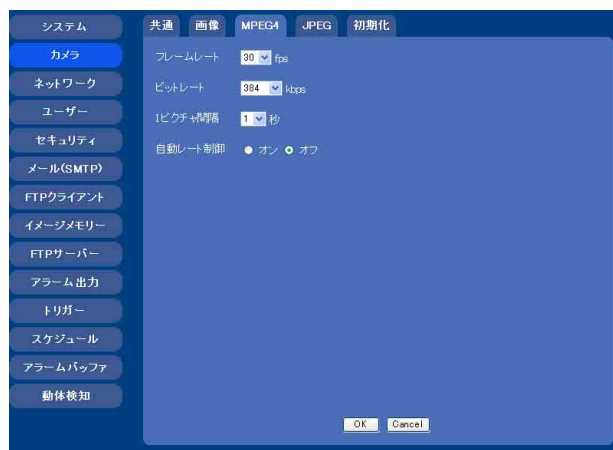 システム
カメラ
ネットワーク
ユーザー
セキュリティ
メール(SMTP)
FTPクライアント
イメージメモリー
FTPサーバー
アラーム出力
トリガー
スケジュール
アラームバッファ
動体検知
共通 画像 MPEG4 JPEG 初期化
フレームレート 30 fps
ビットレート 384 kbps
Iピクチャ間隔 1 秒
自動レート制御 オン オフ
OK Cancel